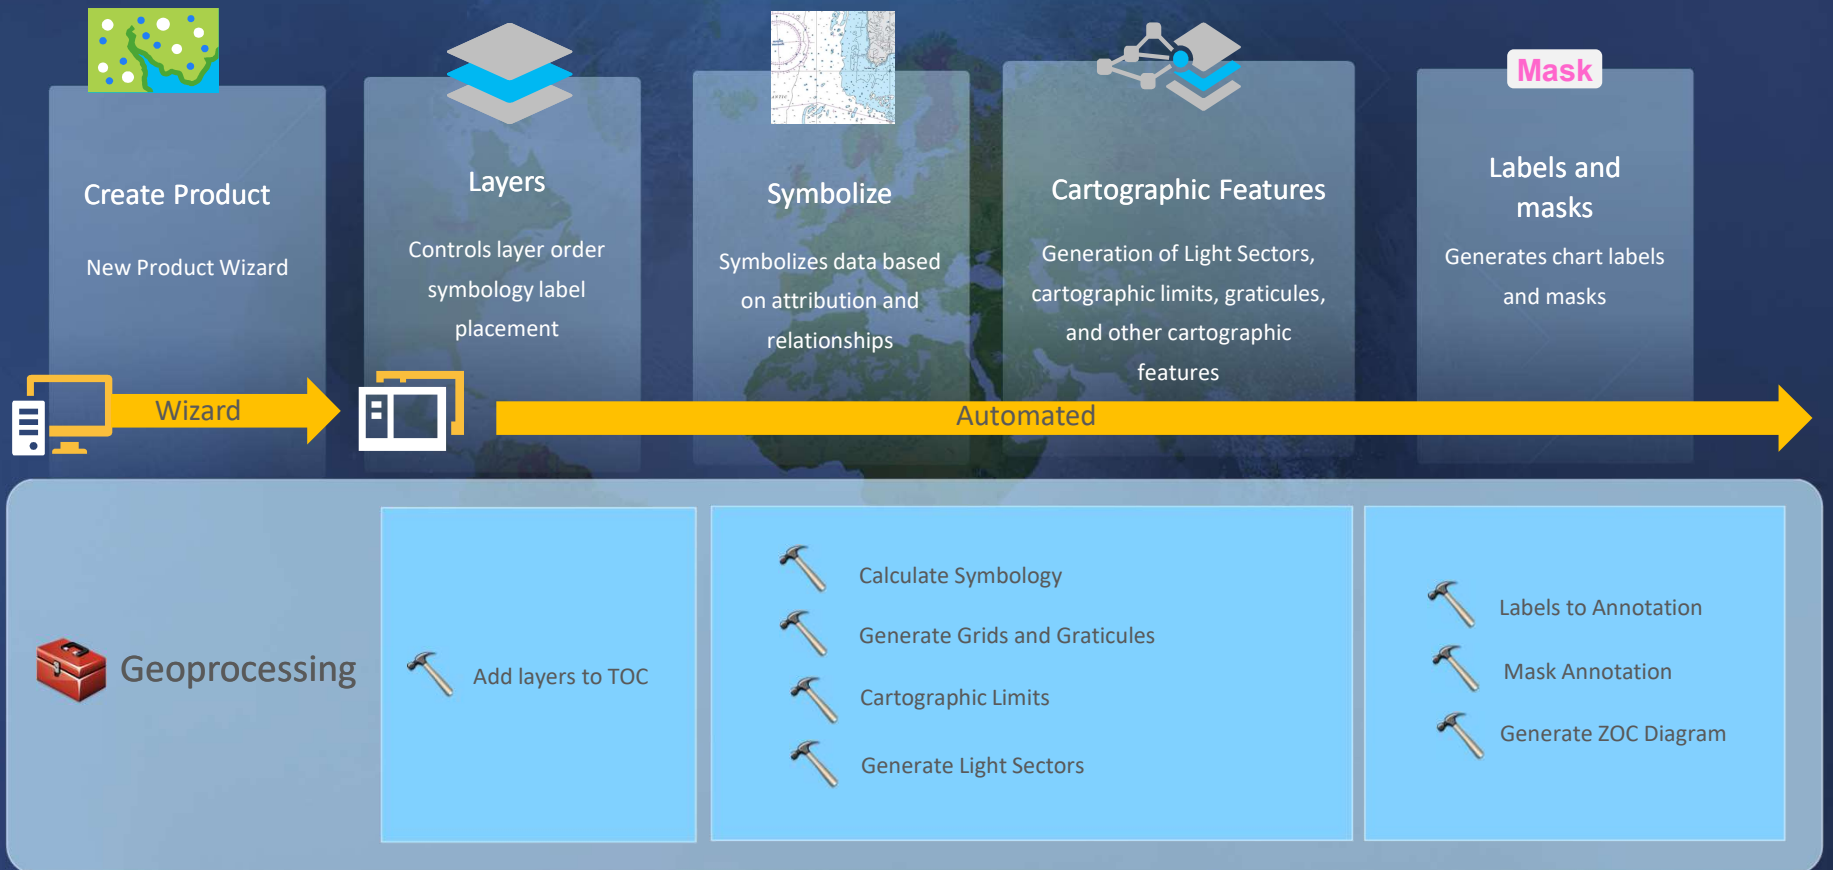 Mask
Create Product
New Product Wizard
Layers
Controls layer order
symbology label
placement
Symbolize
Symbolizes data based
on attribution and
relationships
Cartographic Features
Generation of Light Sectors,
cartographic limits, graticules,
and other cartographic
features
Labels and
masks
Generates chart labels
and masks
Wizard
Automated
Geoprocessing
Add layers to TOC
Calculate Symbology
Generate Grids and Graticules
Cartographic Limits
Generate Light Sectors
Labels to Annotation
Mask Annotation
Generate ZOC Diagram